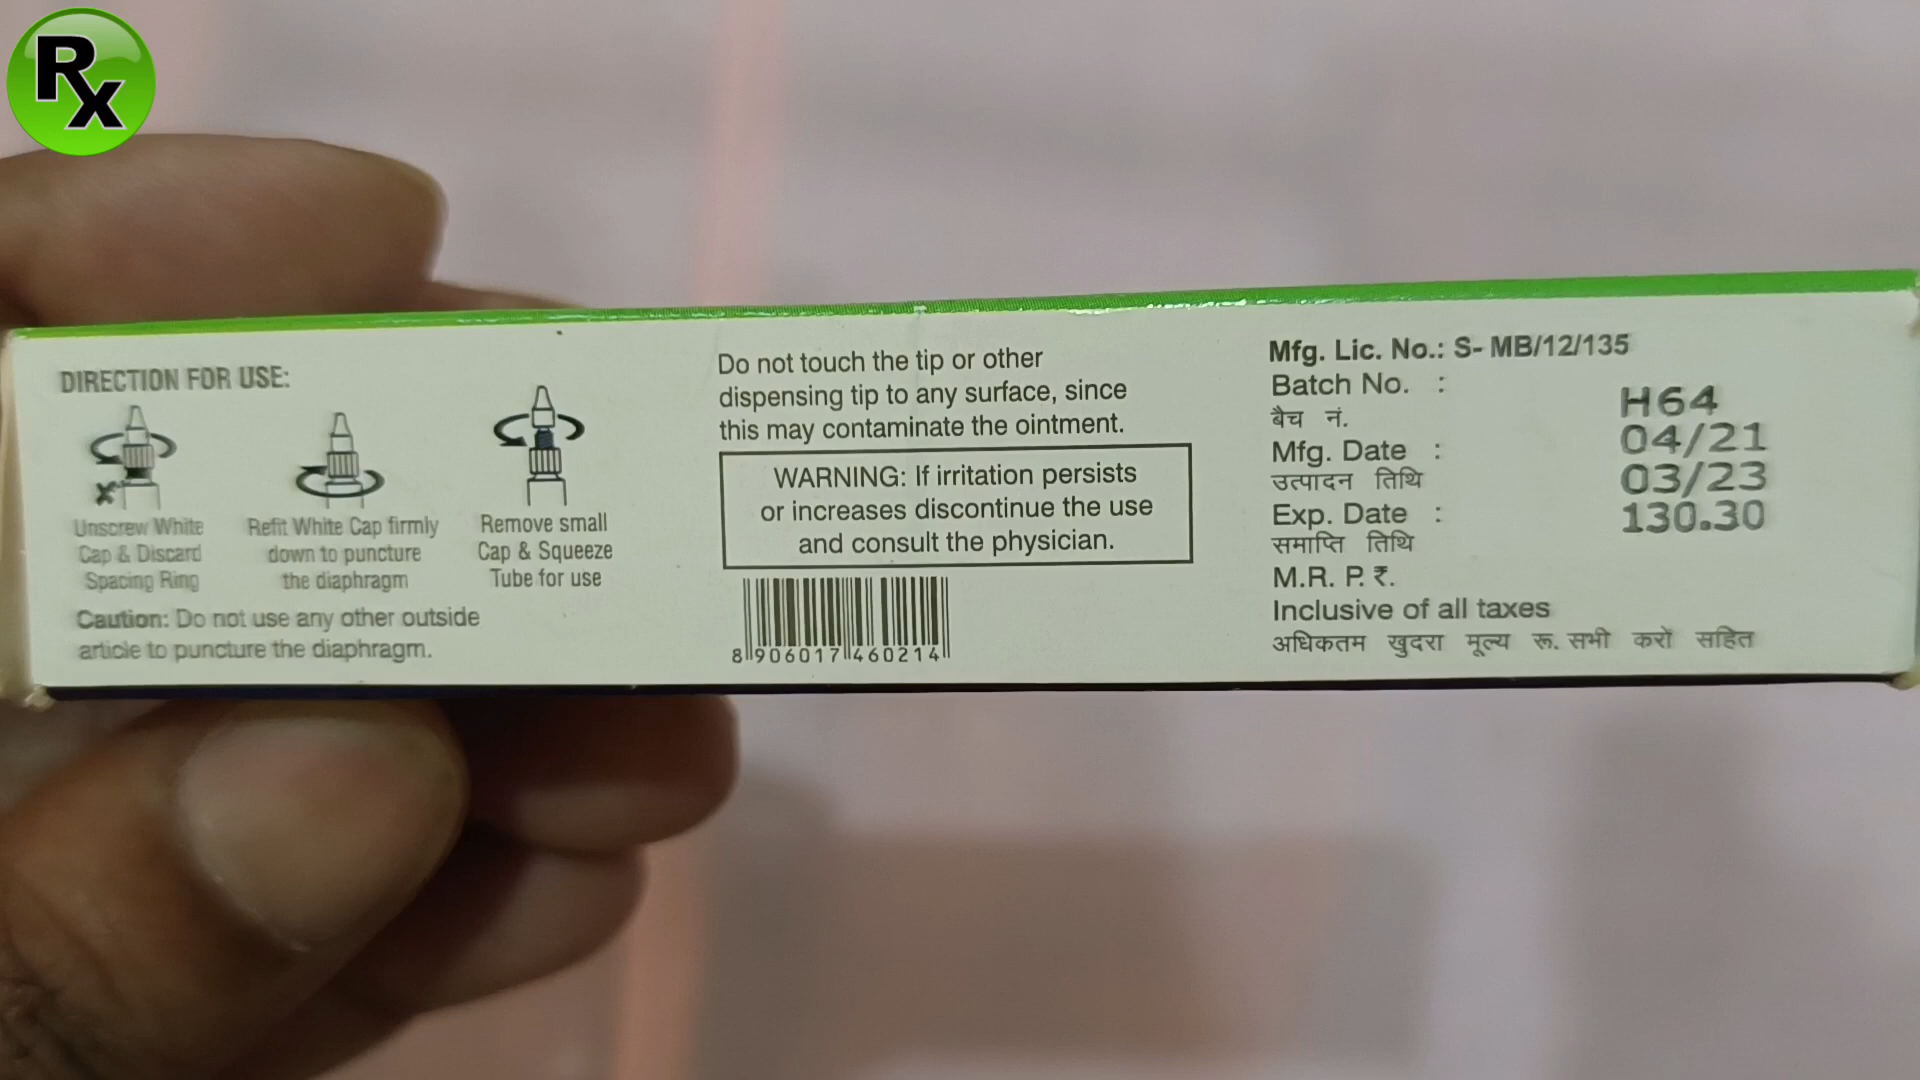 Rx
DIRECTION FOR USE:
Unscrew White
Cap & Discard
Spacing Ring
Refit White Cap firmly
down to puncture
the diaphragm
Remove small
Cap & Squeeze
Tube for use
Caution: Do not use any other outside
article to puncture the diaphragm.
Do not touch the tip or other
dispensing tip to any surface, since
this may contaminate the ointment.
WARNING: If irritation persists
or increases discontinue the use
and consult the physician.
8 906017 460214
Mfg. Lic. No.: S- MB/12/135
Batch No. :
बैच नं.
Mfg. Date :
उत्पादन तिथि
Exp. Date :
समाप्ति तिथि
M.R. P. ₹.
Inclusive of all taxes
अधिकतम खुदरा मूल्य रू. सभी करों सहित
H64
04/21
03/23
130.30